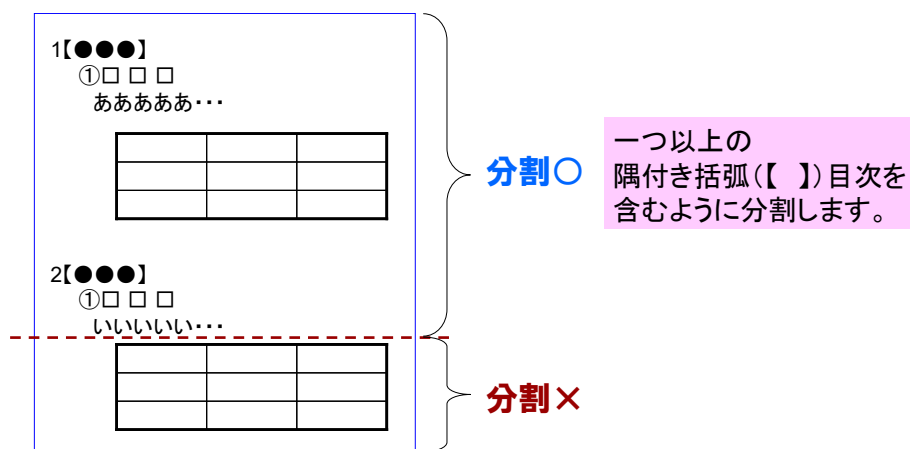 1【●●●】
①□ □ □
あああああ・・・
2【●●●】
①□ □ □
いいいいい・・・
分割○
一つ以上の
隅付き括弧（【 】）目次を
含むように分割します。
分割×